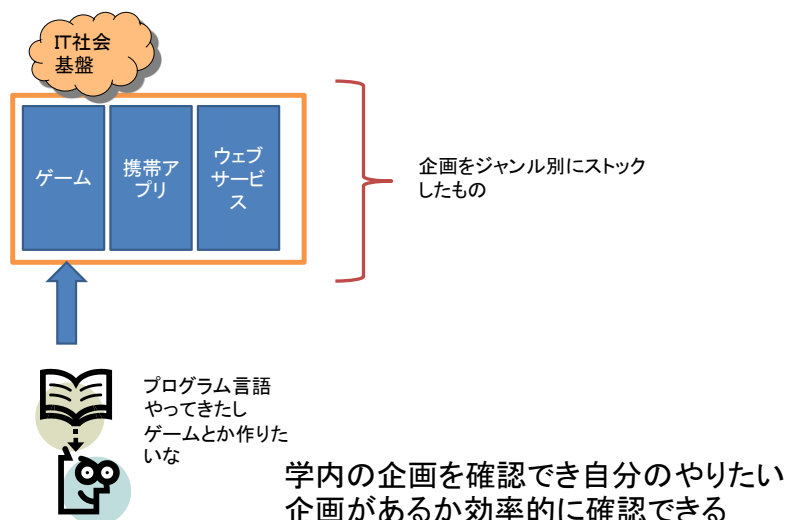 IT社会
基盤
ゲーム
携帯ア
プリ
ウェブ
サービ
ス
企画をジャンル別にストック
したもの
プログラム言語
やってきたし
ゲームとか作りた
いな
学内の企画を確認でき自分のやりたい
企画があるか効率的に確認できる